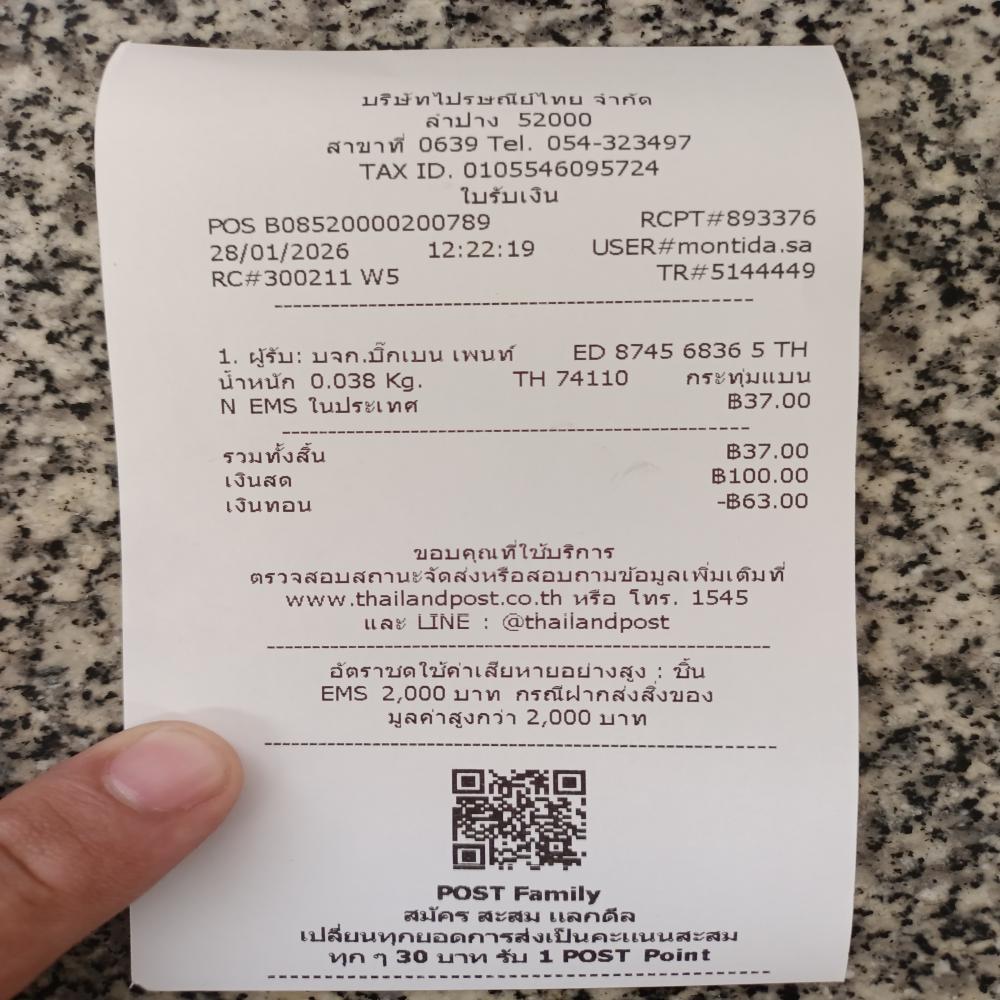 บริษัทไปรษณีย์ไทย จำกัด
ลำปาง 52000
สาขาที่ 0639 Tel. 054-323497
TAX ID. 0105546095724
ใบรับเงิน
POS B08520000200789 RCPT#893376
28/01/2026 12:22:19 USER#montida.sa
RC#300211 W5 TR#5144449
1. ผู้รับ: บจก.บิ๊กเบน เพนท์ ED 8745 6836 5 TH
น้ำหนัก 0.038 Kg. TH 74110 กระทุ่มแบน
N EMS ในประเทศ ฿37.00
รวมทั้งสิ้น ฿37.00
เงินสด ฿100.00
เงินทอน -฿63.00
ขอบคุณที่ใช้บริการ
ตรวจสอบสถานะจัดส่งหรือสอบถามข้อมูลเพิ่มเติมที่
www.thailandpost.co.th หรือ โทร. 1545
และ LINE : @thailandpost
อัตราชดใช้ค่าเสียหายอย่างสูง : ชิ้น
EMS 2,000 บาท กรณีฝากส่งสิ่งของ
มูลค่าสูงกว่า 2,000 บาท
POST Family
สมัคร สะสม แลกดีล
เปลี่ยนทุกยอดการส่งเป็นคะแนนสะสม
ทุก ๆ 30 บาท รับ 1 POST Point